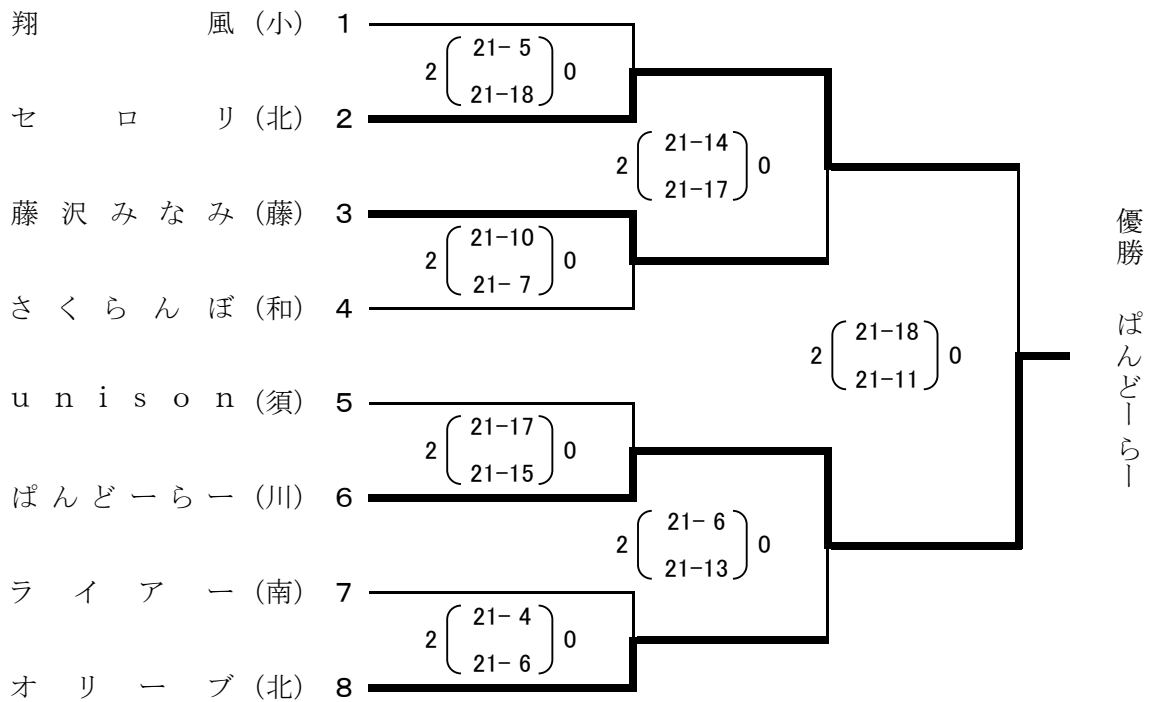 翔風（小） 1
2 21- 5 0
21-18
セロリ（北） 2
2 21-14 0
21-17
藤沢みなみ（藤） 3
2 21-10 0
21- 7
さくらんぼ（和） 4
2 21-18 0
21-11
優勝 ぱんどーらー
unison（須） 5
2 21-17 0
21-15
ぱんどーらー（川） 6
2 21- 6 0
21-13
ライアー（南） 7
2 21- 4 0
21- 6
オリーブ（北） 8